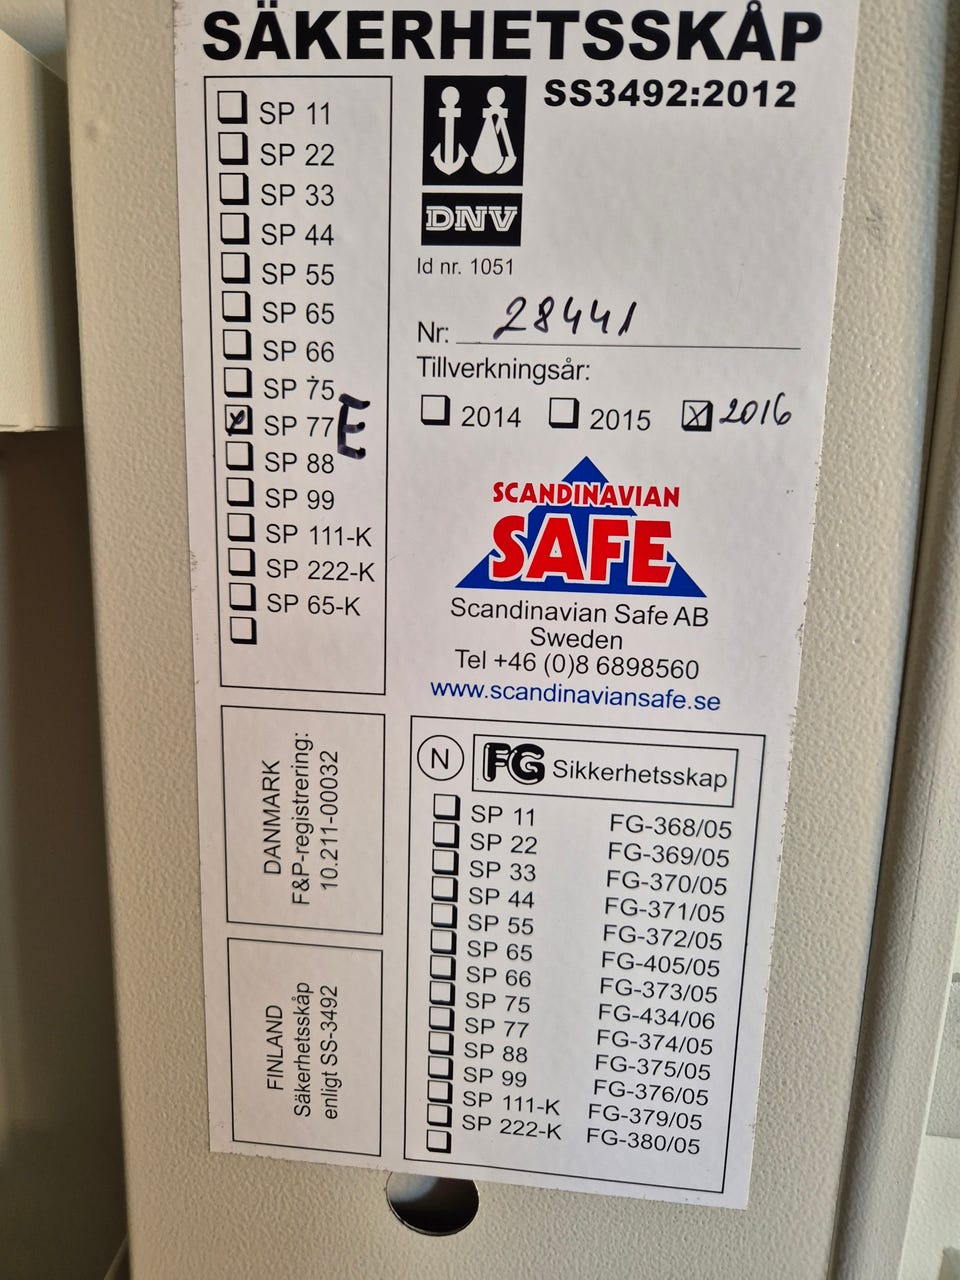 SÄKERHETSSKÅP
SS3492:2012
SP 11
SP 22
SP 33
SP 44
SP 55
SP 65
SP 66
SP 75
SP 77 E
SP 88
SP 99
SP 111-K
SP 222-K
SP 65-K
DNV
Id nr. 1051
Nr: 28441
Tillverkningsår:
2014 2015 2016
SCANDINAVIAN
SAFE
Scandinavian Safe AB
Sweden
Tel +46 (0)8 6898560
www.scandinaviansafe.se
DANMARK
F&P-registrering:
10.211-00032
FINLAND
Säkerhetsskåp
enligt SS-3492
N FG Sikkerhetsskap
SP 11 FG-368/05
SP 22 FG-369/05
SP 33 FG-370/05
SP 44 FG-371/05
SP 55 FG-372/05
SP 65 FG-405/05
SP 66 FG-373/05
SP 75 FG-434/06
SP 77 FG-374/05
SP 88 FG-375/05
SP 99 FG-376/05
SP 111-K FG-379/05
SP 222-K FG-380/05